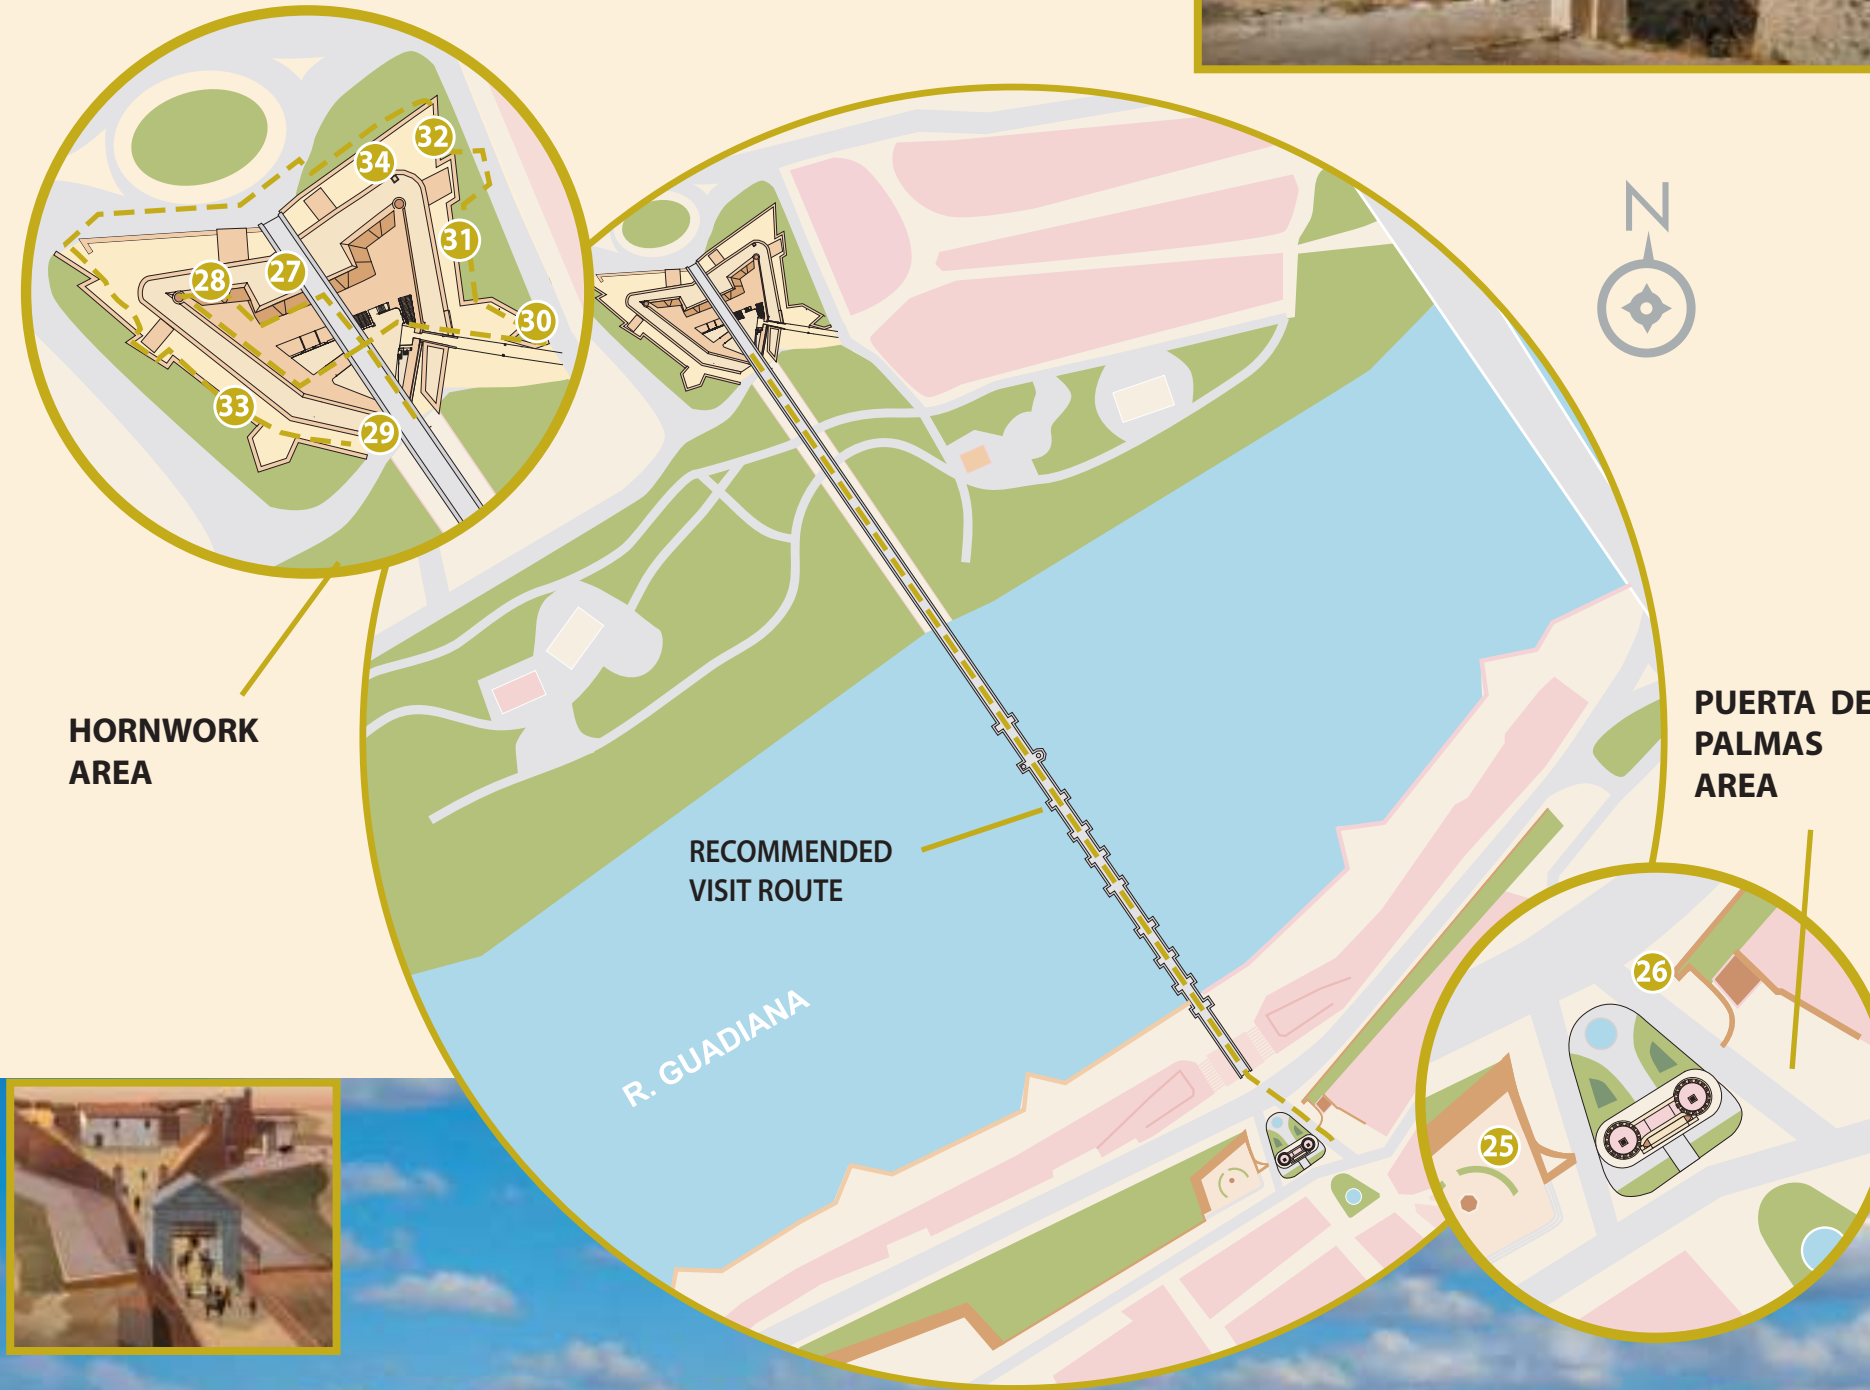 N
32
34
31
27
28
30
33
29
HORNWORK
AREA
PUERTA DE
PALMAS
AREA
RECOMMENDED
VISIT ROUTE
R. GUADIANA
26
25